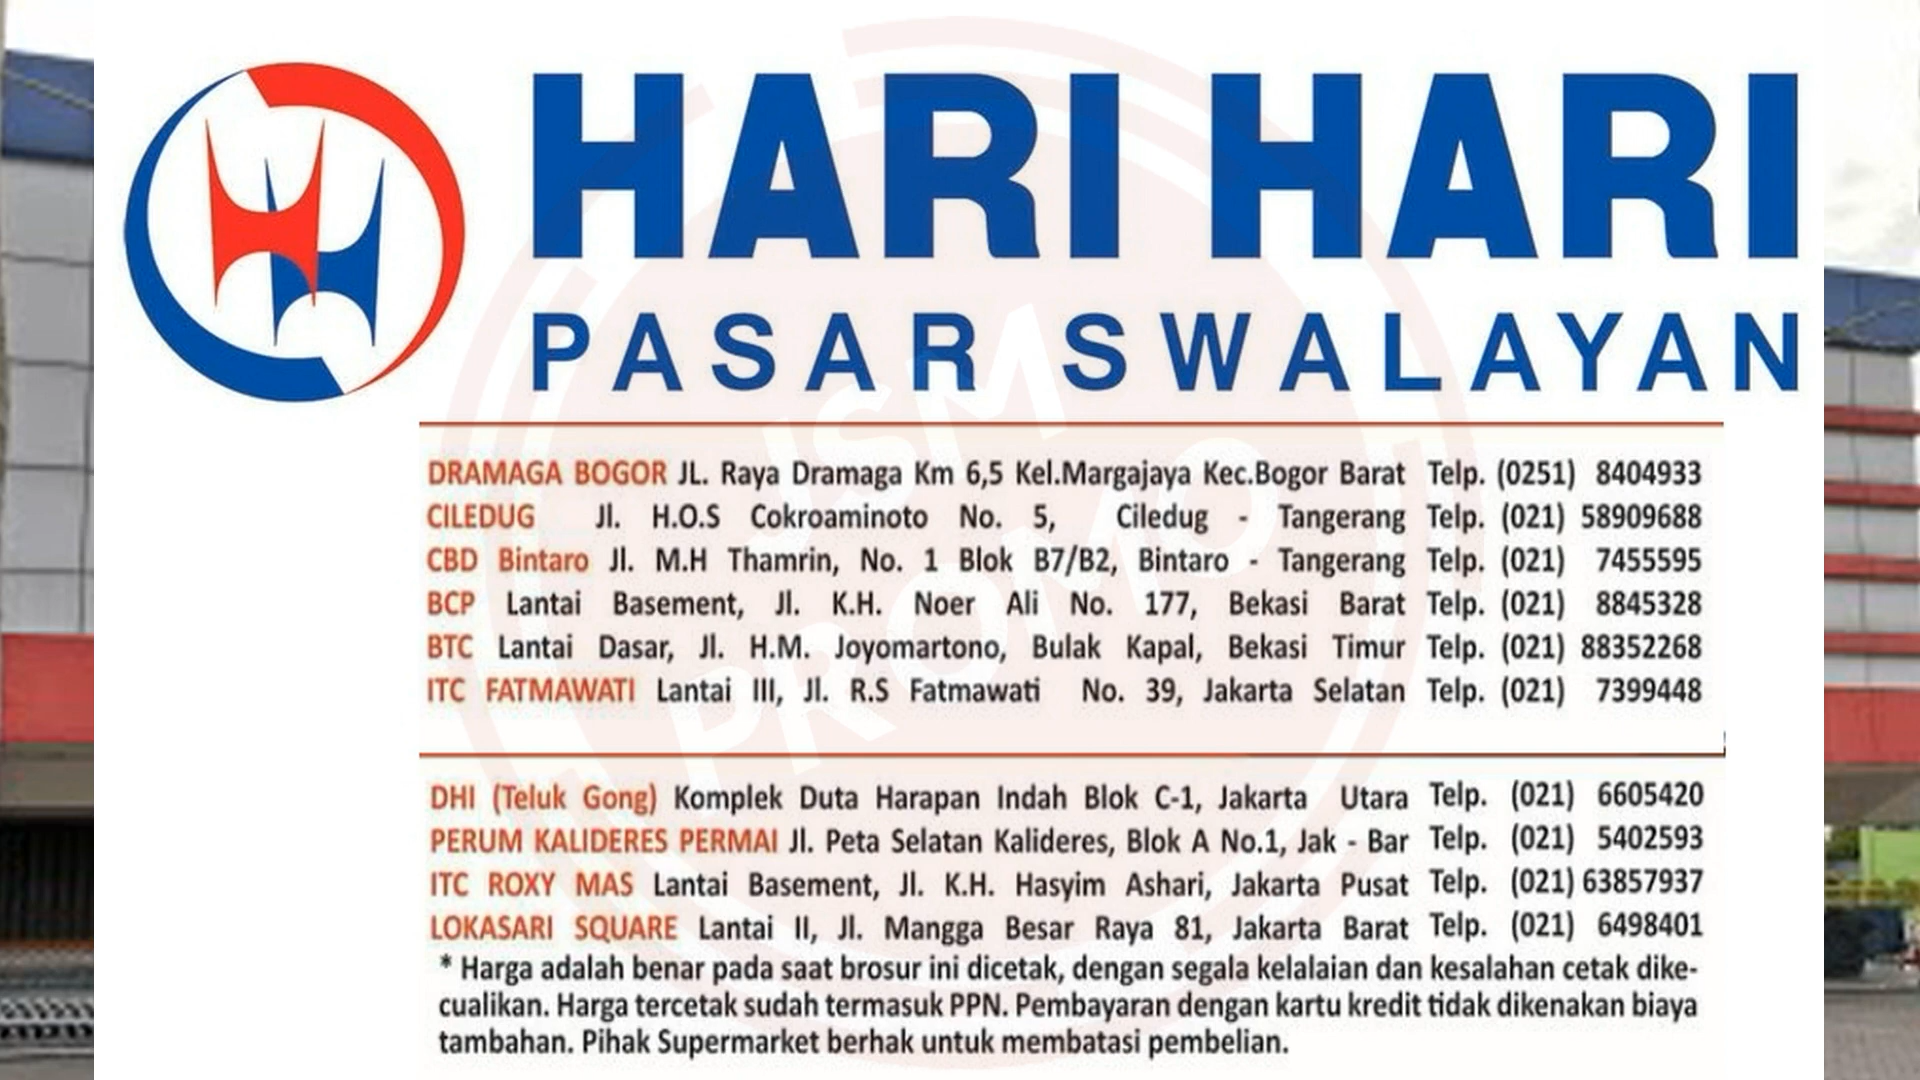 HARI HARI
PASAR SWALAYAN
DRAMAGA BOGOR JL. Raya Dramaga Km 6,5 Kel.Margajaya Kec.Bogor Barat Telp. (0251) 8404933
CILEDUG Jl. H.O.S Cokroaminoto No. 5, Ciledug - Tangerang Telp. (021) 58909688
CBD Bintaro Jl. M.H Thamrin, No. 1 Blok B7/B2, Bintaro - Tangerang Telp. (021) 7455595
BCP Lantai Basement, Jl. K.H. Noer Ali No. 177, Bekasi Barat Telp. (021) 8845328
BTC Lantai Dasar, Jl. H.M. Joyomartono, Bulak Kapal, Bekasi Timur Telp. (021) 88352268
ITC FATMAWATI Lantai III, Jl. R.S Fatmawati No. 39, Jakarta Selatan Telp. (021) 7399448
DHI (Teluk Gong) Komplek Duta Harapan Indah Blok C-1, Jakarta Utara Telp. (021) 6605420
PERUM KALIDERES PERMAI Jl. Peta Selatan Kalideres, Blok A No.1, Jak - Bar Telp. (021) 5402593
ITC ROXY MAS Lantai Basement, Jl. K.H. Hasyim Ashari, Jakarta Pusat Telp. (021) 63857937
LOKASARI SQUARE Lantai II, Jl. Mangga Besar Raya 81, Jakarta Barat Telp. (021) 6498401
* Harga adalah benar pada saat brosur ini dicetak, dengan segala kelalaian dan kesalahan cetak dike-
cualikan. Harga tercetak sudah termasuk PPN. Pembayaran dengan kartu kredit tidak dikenakan biaya
tambahan. Pihak Supermarket berhak untuk membatasi pembelian.
JSM
PROMO